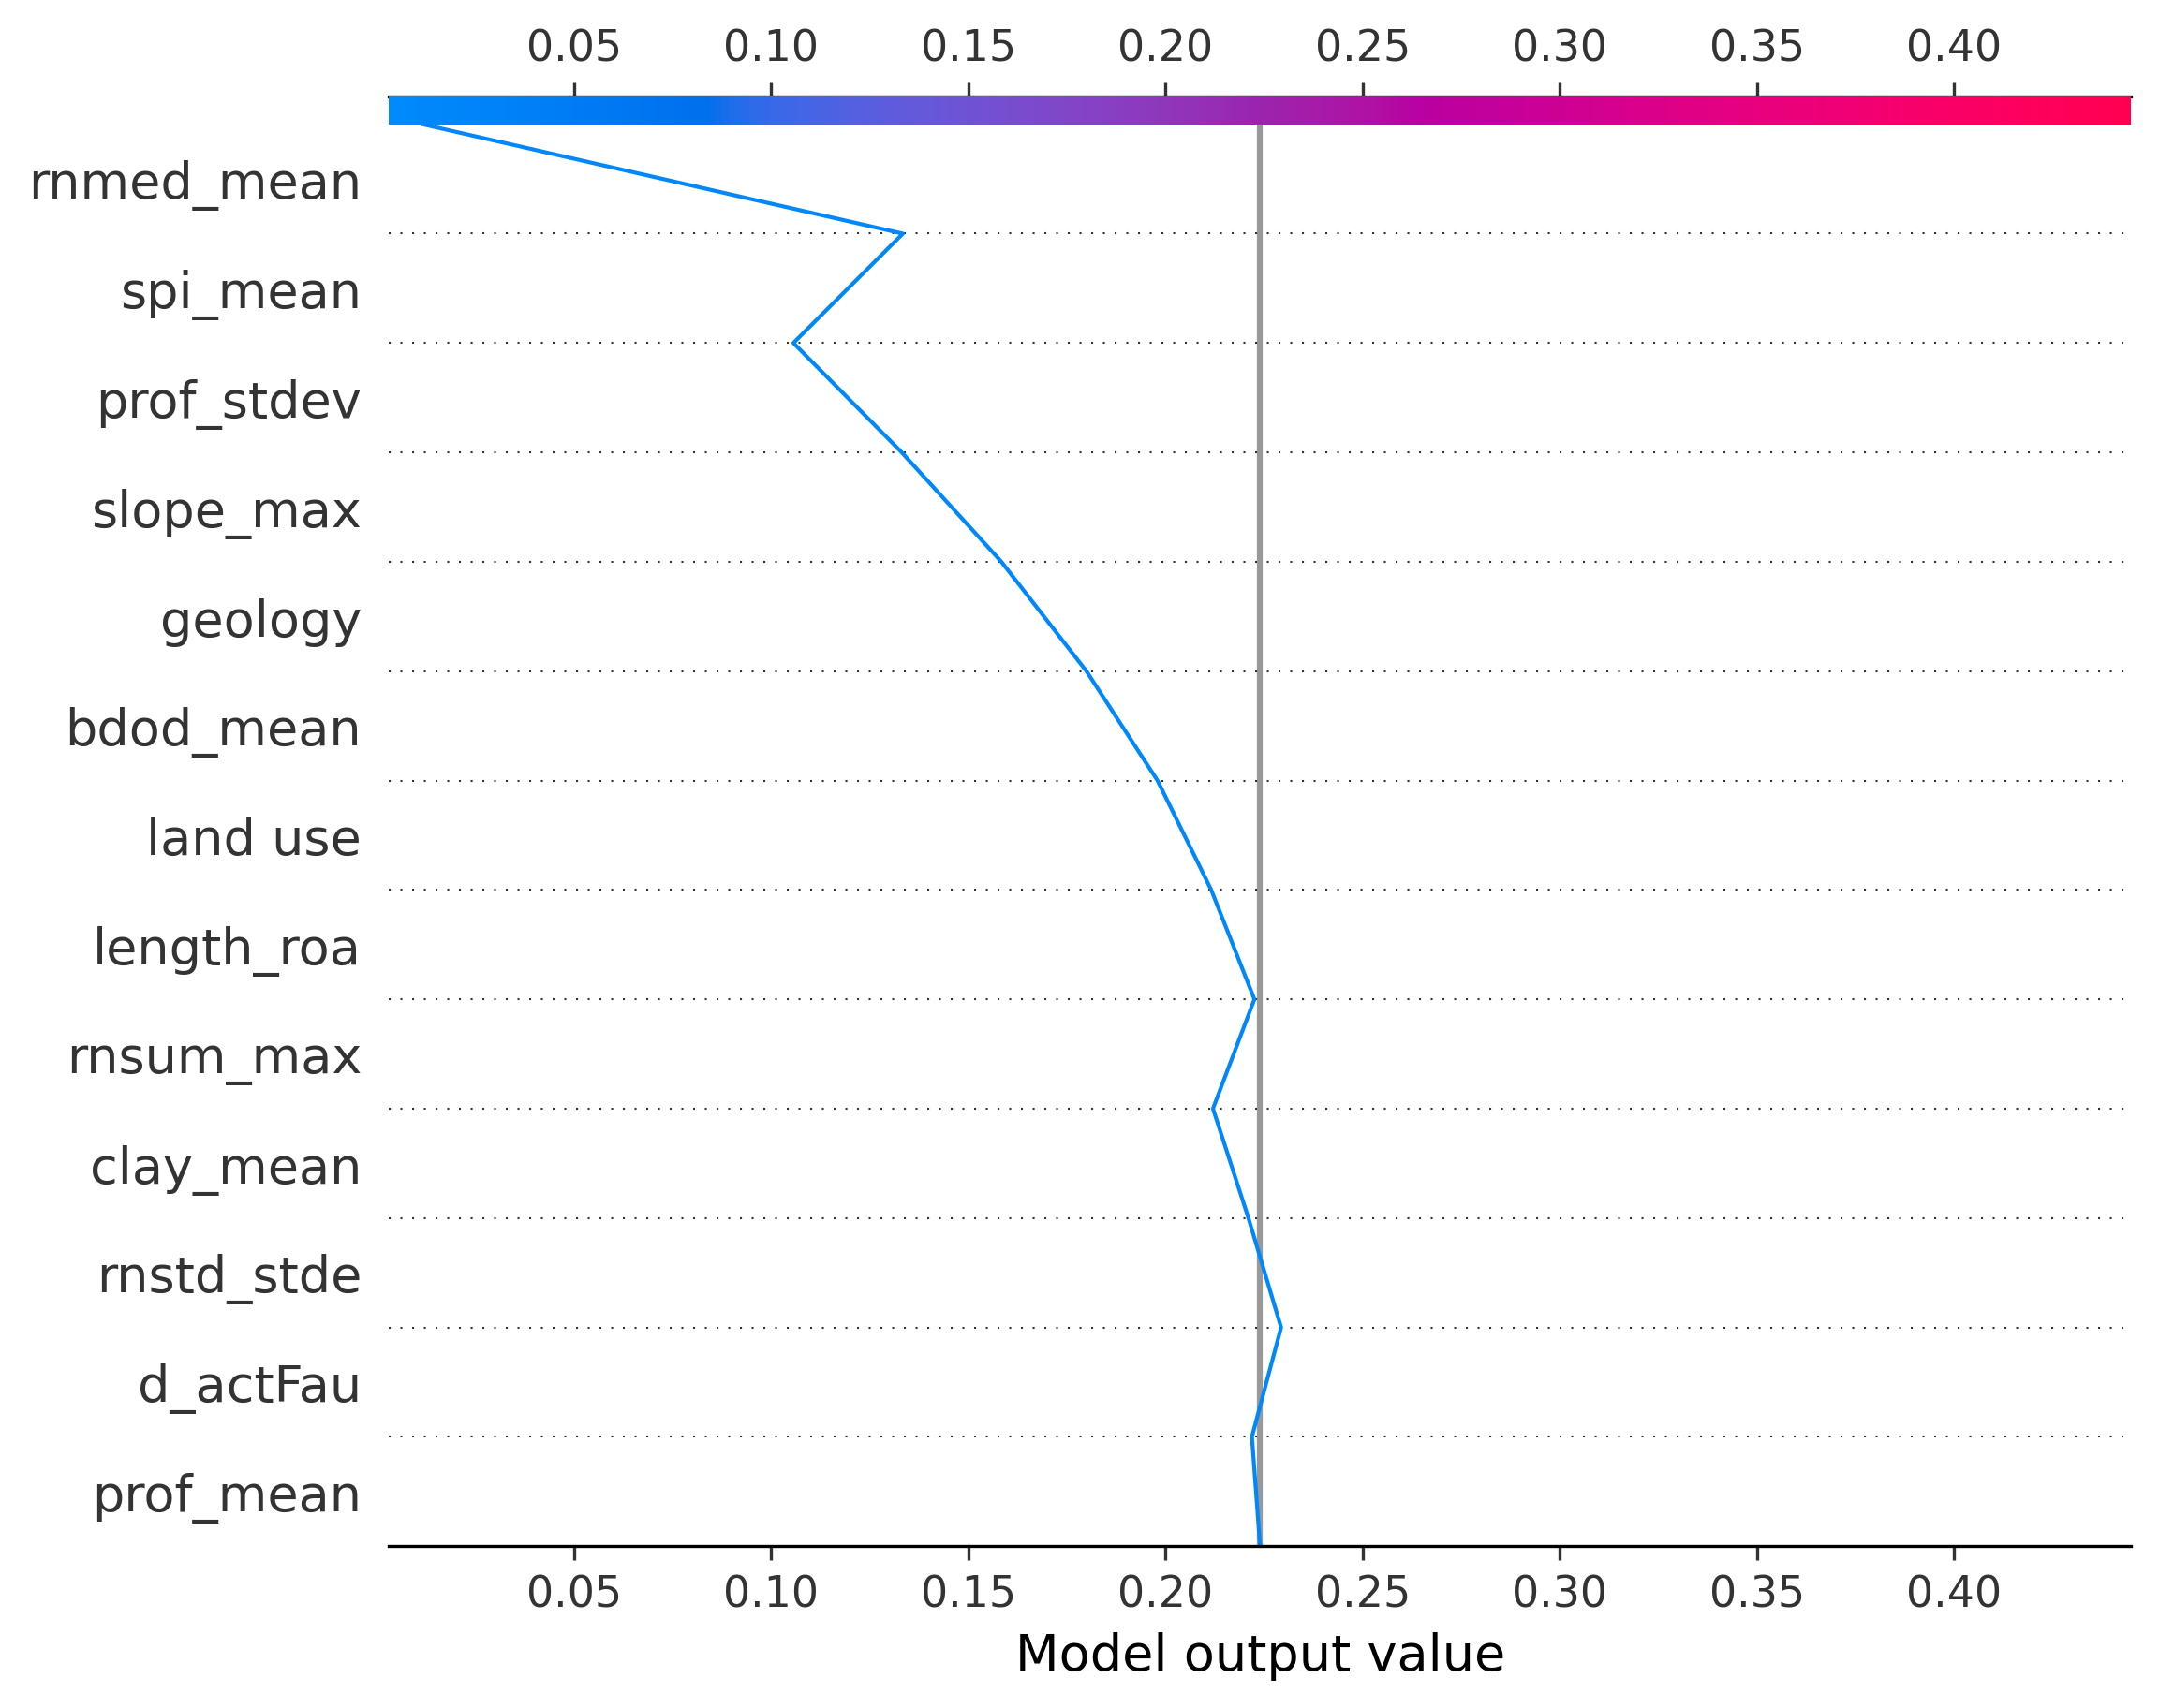 0.05 0.10 0.15 0.20 0.25 0.30 0.35 0.40
rnmed_mean
spi_mean
prof_stdev
slope_max
geology
bdod_mean
land use
length_roa
rnsum_max
clay_mean
rnstd_stde
d_actFau
prof_mean
0.05 0.10 0.15 0.20 0.25 0.30 0.35 0.40
Model output value